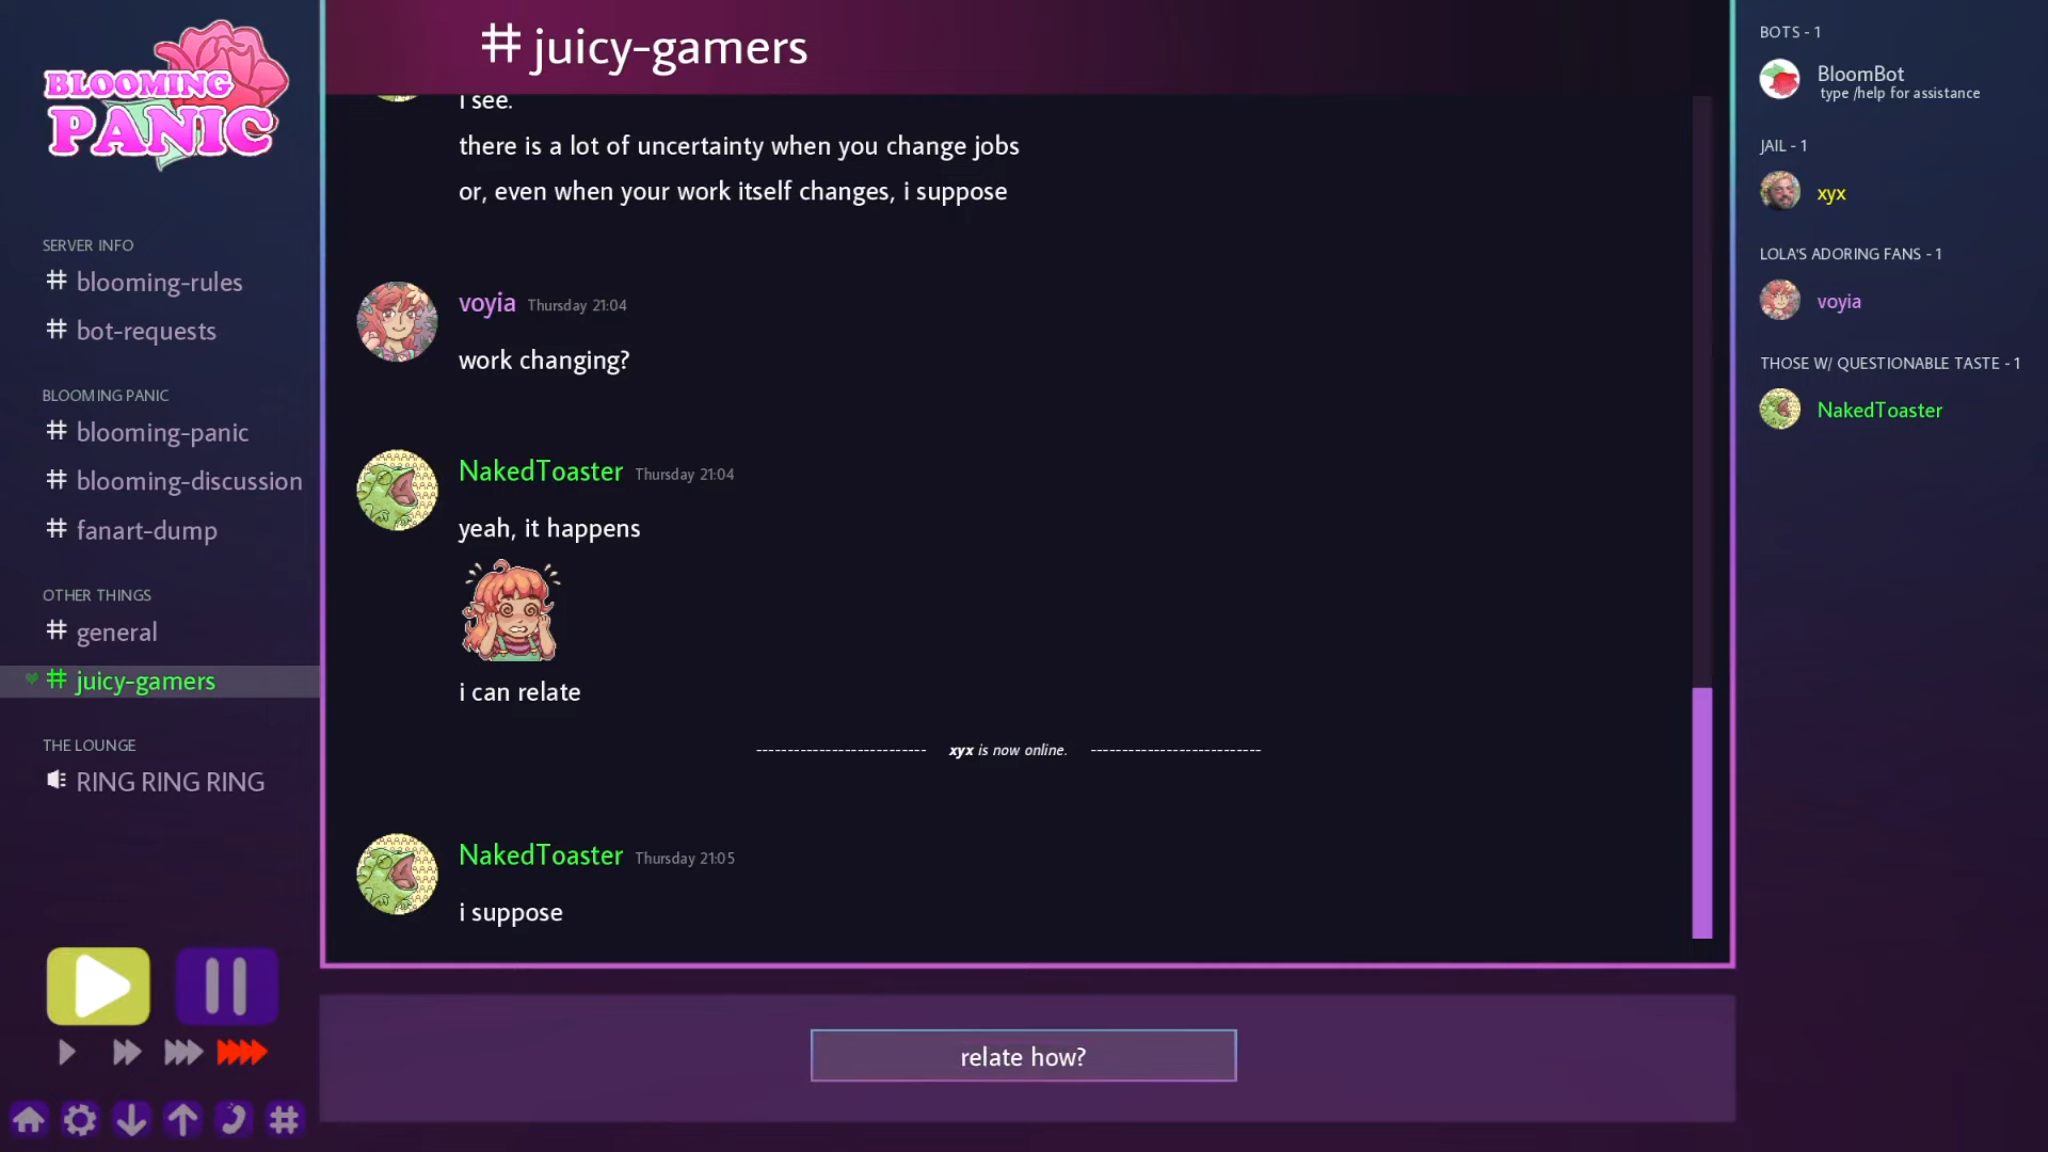 BLOOMING
PANIC
SERVER INFO
# blooming-rules
# bot-requests
BLOOMING PANIC
# blooming-panic
# blooming-discussion
# fanart-dump
OTHER THINGS
# general
# juicy-gamers
THE LOUNGE
RING RING RING
# juicy-gamers
i see.
there is a lot of uncertainty when you change jobs
or, even when your work itself changes, i suppose
voyia Thursday 21:04
work changing?
NakedToaster Thursday 21:04
yeah, it happens
i can relate
--------------------------- xyx is now online. ---------------------------
NakedToaster Thursday 21:05
i suppose
relate how?
BOTS - 1
BloomBot
type /help for assistance
JAIL - 1
xyx
LOLA'S ADORING FANS - 1
voyia
THOSE W/ QUESTIONABLE TASTE - 1
NakedToaster